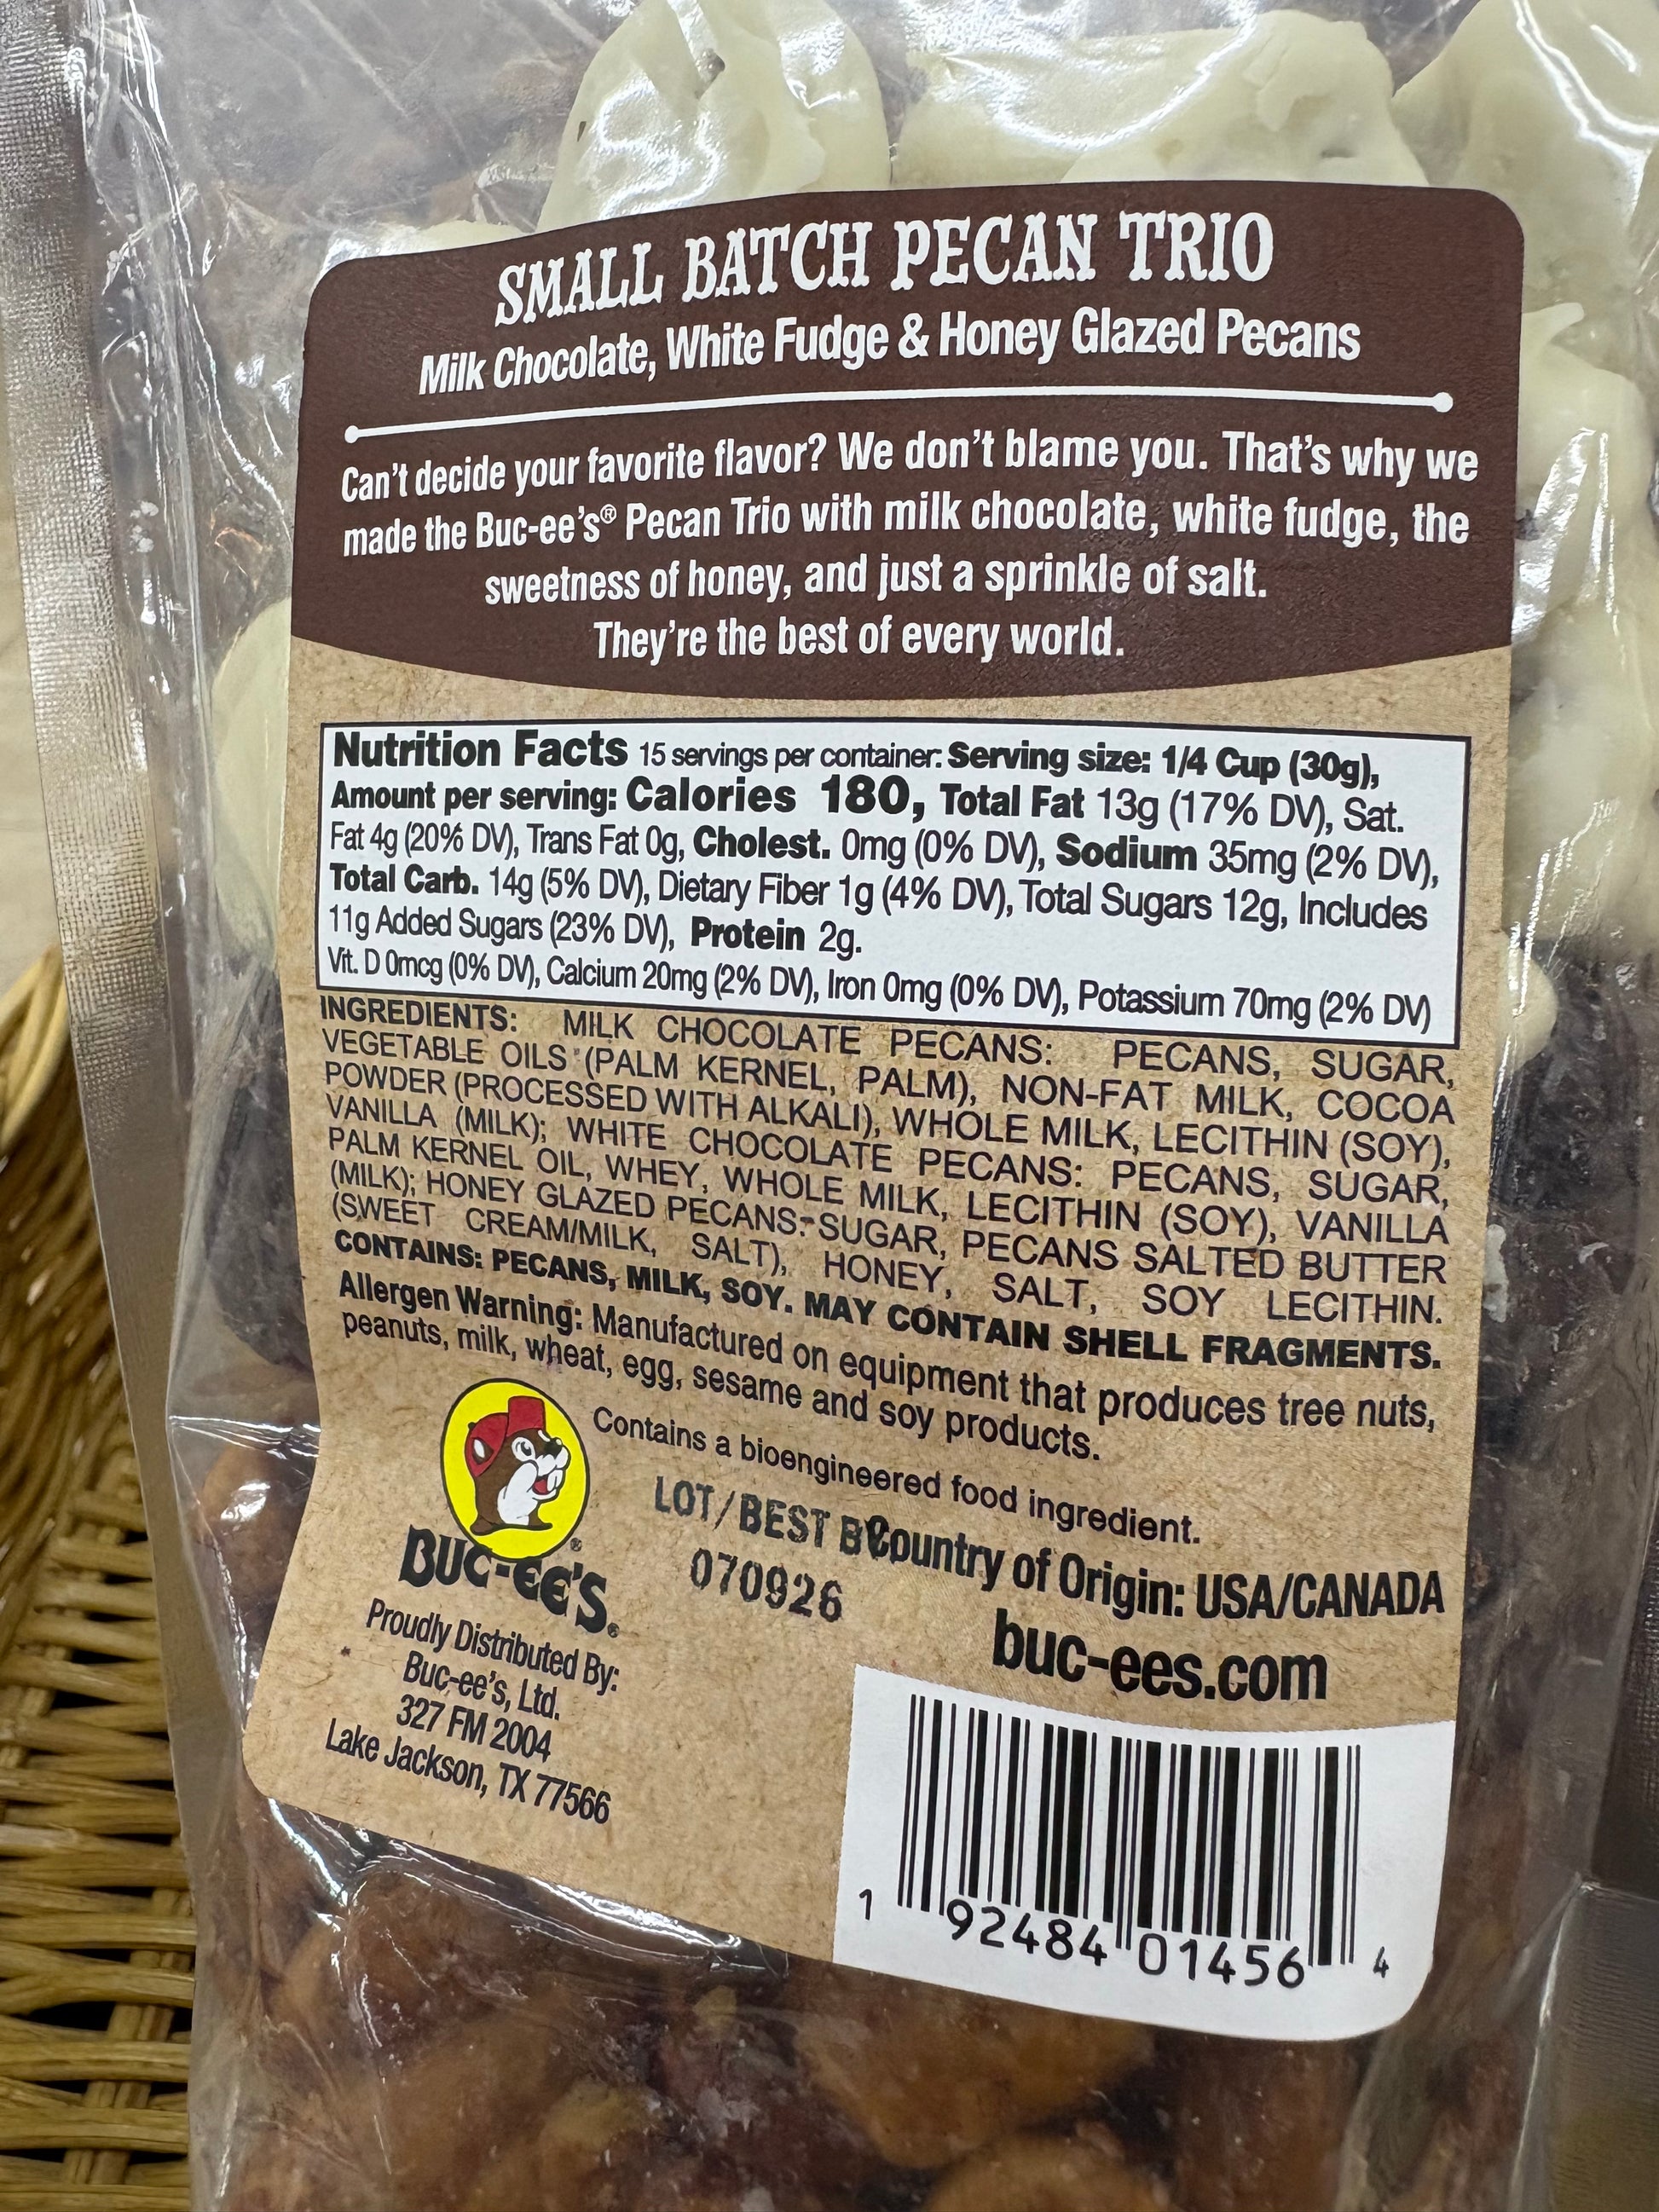 SMALL BATCH PECAN TRIO
Milk Chocolate, White Fudge & Honey Glazed Pecans
Can't decide your favorite flavor? We don't blame you. That's why we
made the Buc-ee's® Pecan Trio with milk chocolate, white fudge, the
sweetness of honey, and just a sprinkle of salt.
They're the best of every world.
Nutrition Facts 15 servings per container: Serving size: 1/4 Cup (30g),
Amount per serving: Calories 180, Total Fat 13g (17% DV), Sat.
Fat 4g (20% DV), Trans Fat 0g, Cholest. 0mg (0% DV), Sodium 35mg (2% DV),
Total Carb. 14g (5% DV), Dietary Fiber 1g (4% DV), Total Sugars 12g, Includes
11g Added Sugars (23% DV), Protein 2g.
Vit. D 0mcg (0% DV), Calcium 20mg (2% DV), Iron 0mg (0% DV), Potassium 70mg (2% DV)
INGREDIENTS: MILK CHOCOLATE PECANS: PECANS, SUGAR,
VEGETABLE OILS (PALM KERNEL, PALM), NON-FAT MILK, COCOA
POWDER (PROCESSED WITH ALKALI), WHOLE MILK, LECITHIN (SOY),
VANILLA (MILK); WHITE CHOCOLATE PECANS: PECANS, SUGAR,
PALM KERNEL OIL, WHEY, WHOLE MILK, LECITHIN (SOY), VANILLA
(MILK); HONEY GLAZED PECANS: SUGAR, PECANS SALTED BUTTER
(SWEET CREAM/MILK, SALT), HONEY, SALT, SOY LECITHIN.
CONTAINS: PECANS, MILK, SOY. MAY CONTAIN SHELL FRAGMENTS.
Allergen Warning: Manufactured on equipment that produces tree nuts,
peanuts, milk, wheat, egg, sesame and soy products.
Contains a bioengineered food ingredient.
LOT/BEST B
070926
Country of Origin: USA/CANADA
buc-ees.com
BUC-EE'S®
Proudly Distributed By:
Buc-ee's, Ltd.
327 FM 2004
Lake Jackson, TX 77566
1 92484 01456 4